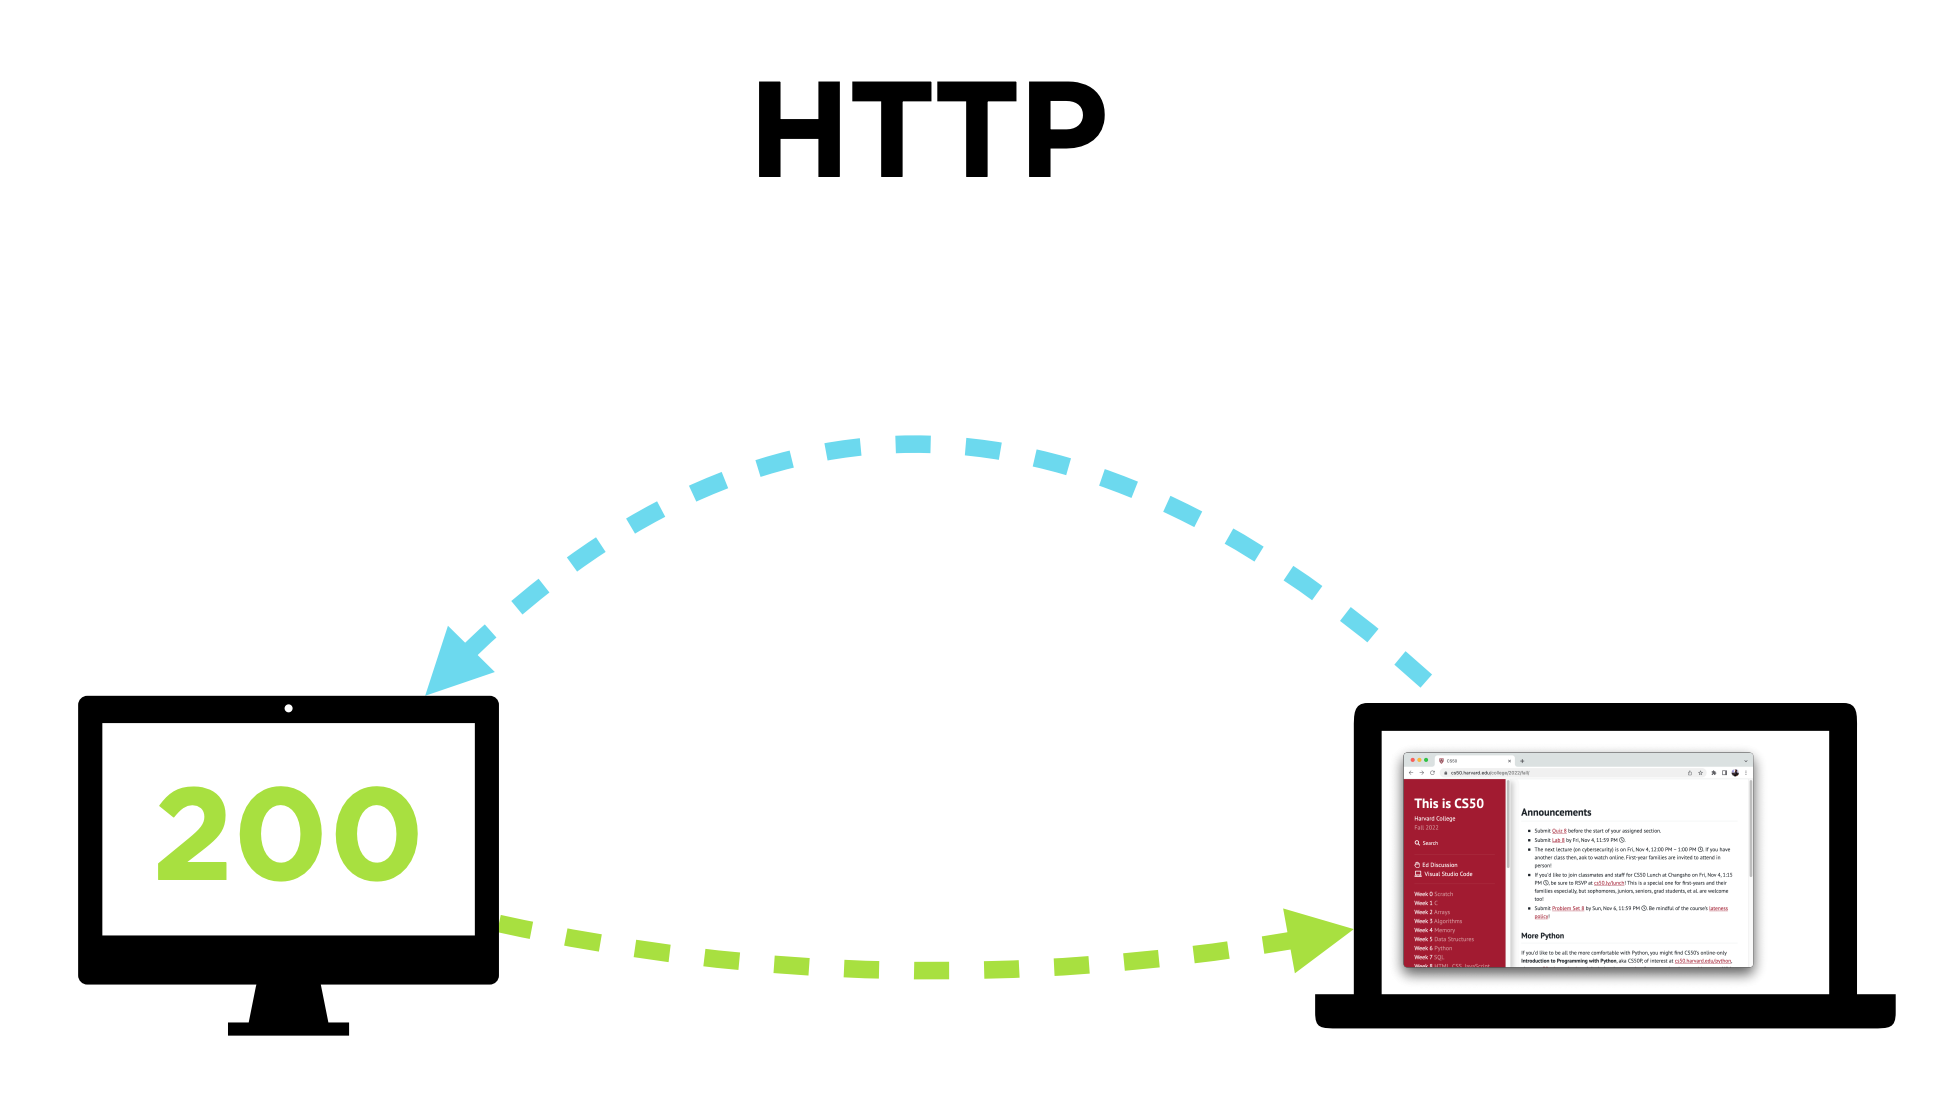 HTTP
200
CS50
cs50.harvard.edu/college/2022/fall/
This is CS50
Harvard College
Fall 2022
Search
Ed Discussion
Visual Studio Code
Week 0 Scratch
Week 1 C
Week 2 Arrays
Week 3 Algorithms
Week 4 Memory
Week 5 Data Structures
Week 6 Python
Week 7 SQL
Week 8 HTML, CSS, JavaScript
Announcements
Submit Quiz 8 before the start of your assigned section.
Submit Lab 8 by Fri, Nov 4, 11:59 PM.
The next lecture (on cybersecurity) is on Fri, Nov 4, 12:00 PM – 1:00 PM. If you have
another class then, ask to watch online. First-year families are invited to attend in
person!
If you'd like to join classmates and staff for CS50 Lunch at Changsho on Fri, Nov 4, 1:15
PM, be sure to RSVP at cs50.ly/lunch! This is a special one for first-years and their
families especially, but sophomores, juniors, seniors, grad students, et al. are welcome
too!
Submit Problem Set 8 by Sun, Nov 6, 11:59 PM. Be mindful of the course's lateness
policy!
More Python
If you'd like to be all the more comfortable with Python, you might find CS50's online-only
Introduction to Programming with Python, aka CS50P, of interest at cs50.harvard.edu/python.